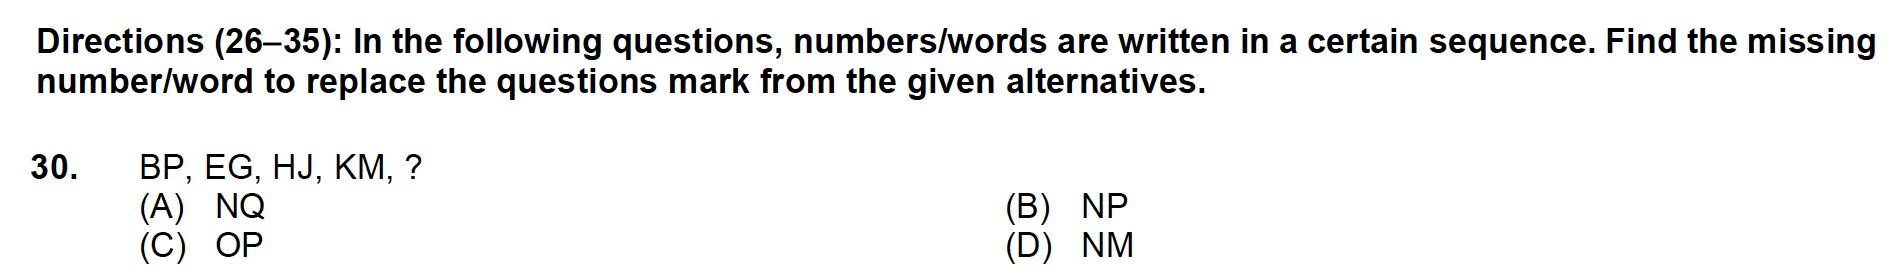 Directions (26–35): In the following questions, numbers/words are written in a certain sequence. Find the missing
number/word to replace the questions mark from the given alternatives.
30. BP, EG, HJ, KM, ?
(A) NQ (B) NP
(C) OP (D) NM